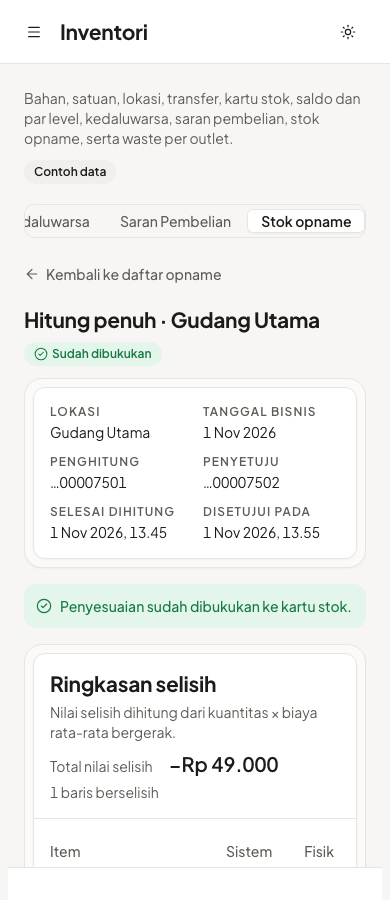 Inventori
Bahan, satuan, lokasi, transfer, kartu stok, saldo dan
par level, kedaluwarsa, saran pembelian, stok
opname, serta waste per outlet.
Contoh data
daluwarsa Saran Pembelian Stok opname
Kembali ke daftar opname
Hitung penuh · Gudang Utama
Sudah dibukukan
LOKASI TANGGAL BISNIS
Gudang Utama 1 Nov 2026
PENGHITUNG PENYETUJU
…00007501 …00007502
SELESAI DIHITUNG DISETUJUI PADA
1 Nov 2026, 13.45 1 Nov 2026, 13.55
Penyesuaian sudah dibukukan ke kartu stok.
Ringkasan selisih
Nilai selisih dihitung dari kuantitas × biaya
rata-rata bergerak.
Total nilai selisih −Rp 49.000
1 baris berselisih
Item Sistem Fisik